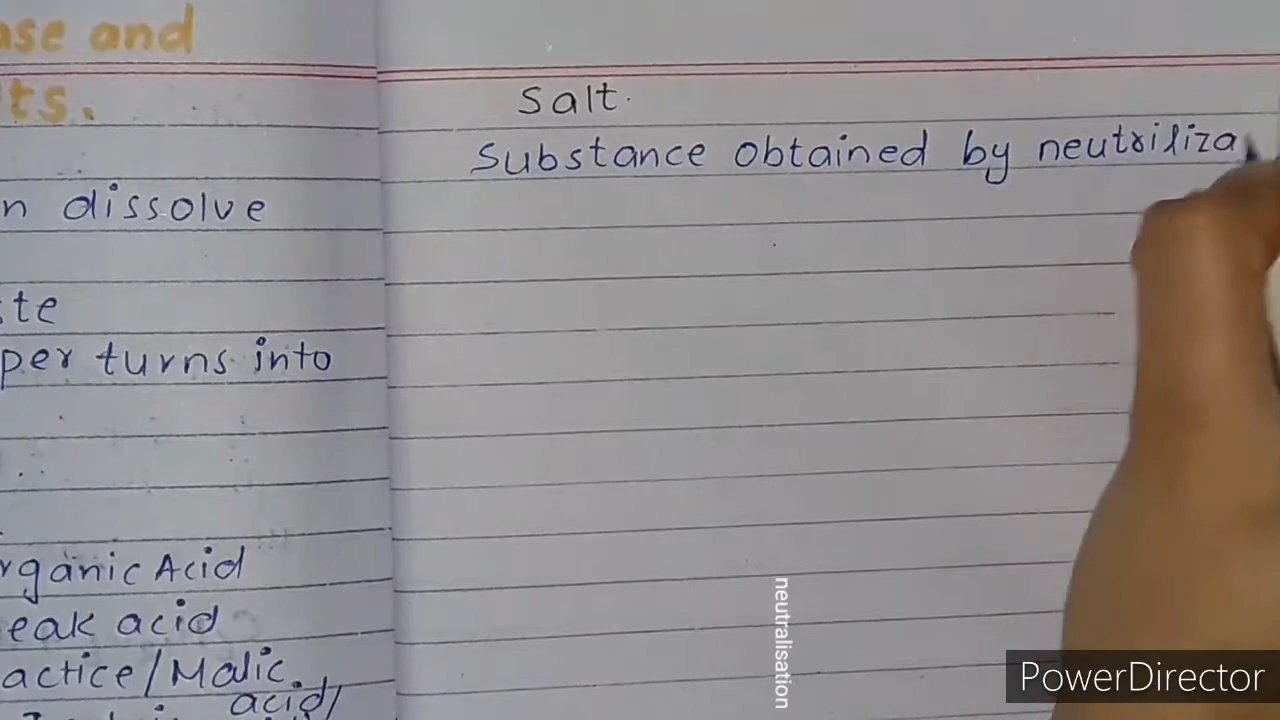 ase and
ts.
n dissolve
te
per turns into
rganic Acid
eak acid
actice/Malic
acid/
Salt.
Substance obtained by neutriliza
neutralisation
PowerDirector